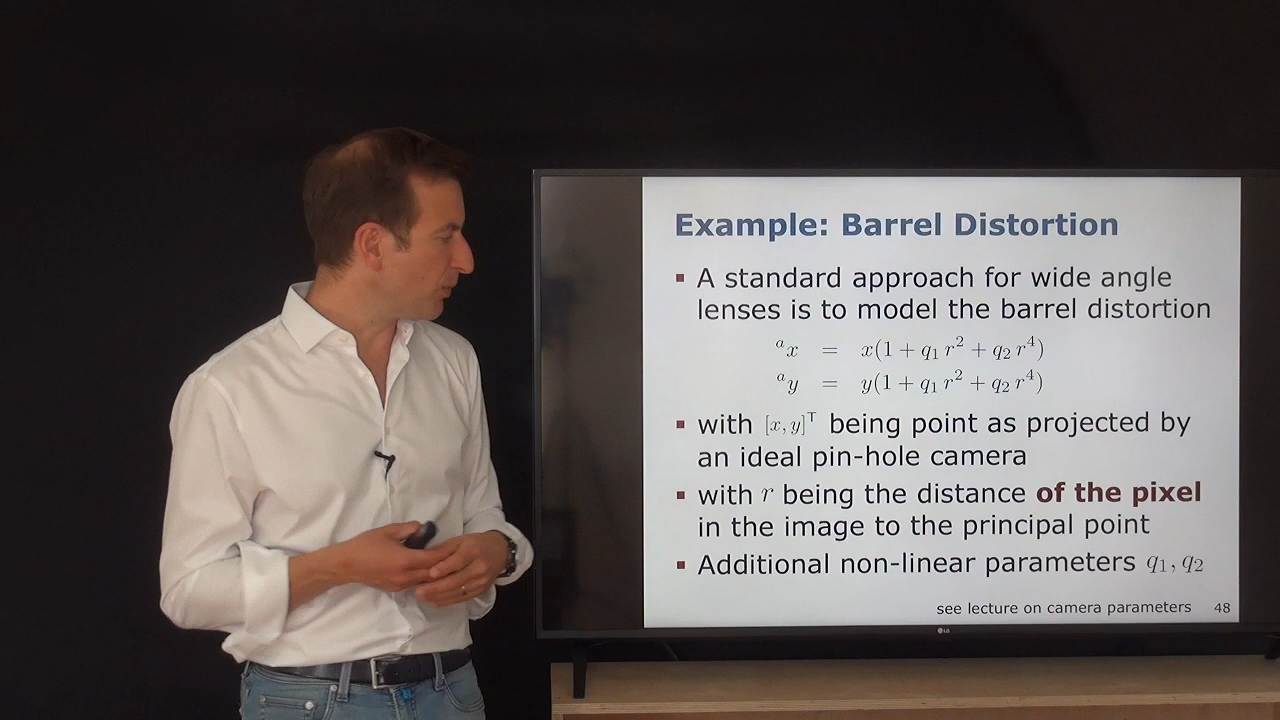 Example: Barrel Distortion
▪ A standard approach for wide angle
lenses is to model the barrel distortion
ᵃx = x(1 + q₁ r² + q₂ r⁴)
ᵃy = y(1 + q₁ r² + q₂ r⁴)
▪ with [x, y]ᵀ being point as projected by
an ideal pin-hole camera
▪ with r being the distance of the pixel
in the image to the principal point
▪ Additional non-linear parameters q₁, q₂
see lecture on camera parameters 48
LG